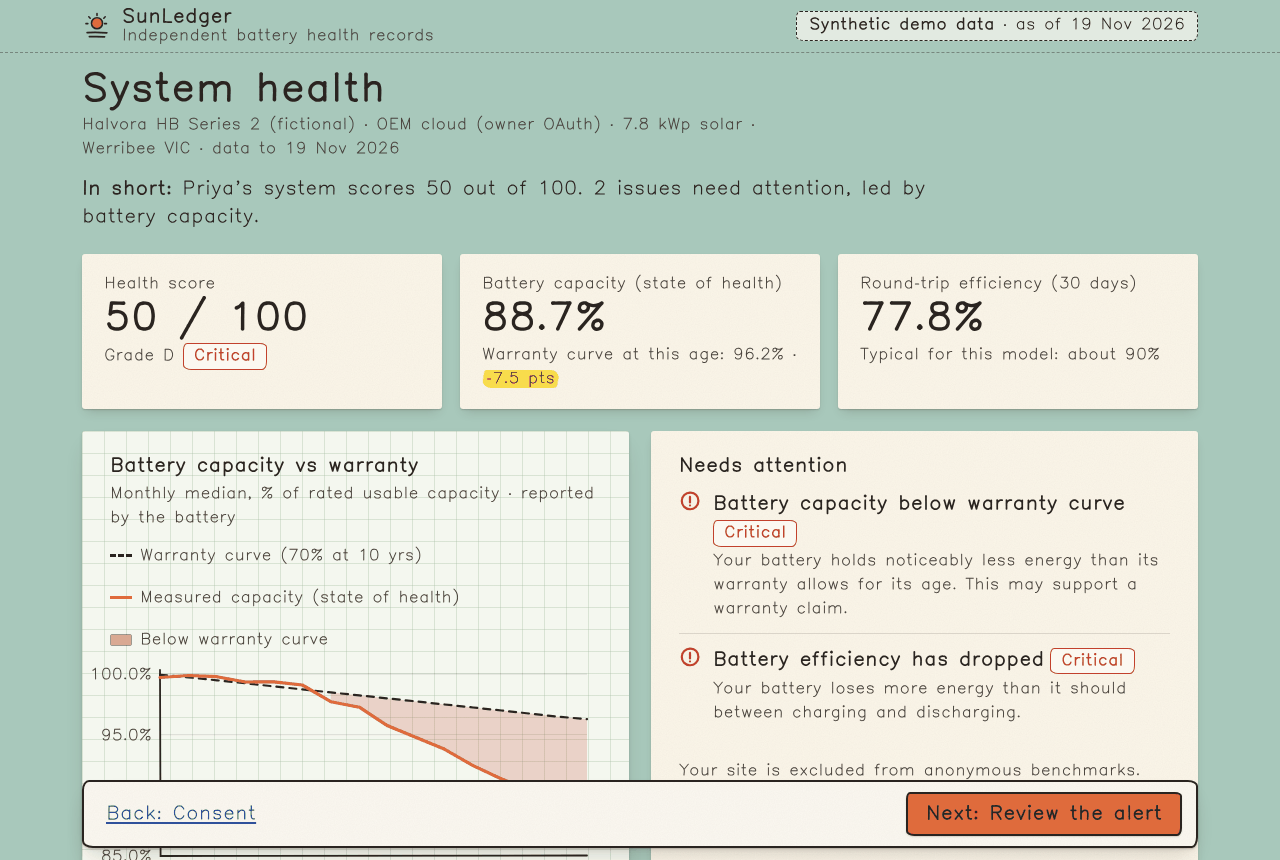 SunLedger
Independent battery health records
Synthetic demo data · as of 19 Nov 2026
System health
Halvora HB Series 2 (fictional) · OEM cloud (owner OAuth) · 7.8 kWp solar ·
Werribee VIC · data to 19 Nov 2026
In short: Priya's system scores 50 out of 100. 2 issues need attention, led by
battery capacity.
Health score
50 / 100
Grade D Critical
Battery capacity (state of health)
88.7%
Warranty curve at this age: 96.2% ·
-7.5 pts
Round-trip efficiency (30 days)
77.8%
Typical for this model: about 90%
Battery capacity vs warranty
Monthly median, % of rated usable capacity · reported
by the battery
Warranty curve (70% at 10 yrs)
Measured capacity (state of health)
Below warranty curve
100.0%
95.0%
85.0%
Needs attention
Battery capacity below warranty curve
Critical
Your battery holds noticeably less energy than its
warranty allows for its age. This may support a
warranty claim.
Battery efficiency has dropped Critical
Your battery loses more energy than it should
between charging and discharging.
Your site is excluded from anonymous benchmarks.
Back: Consent
Next: Review the alert